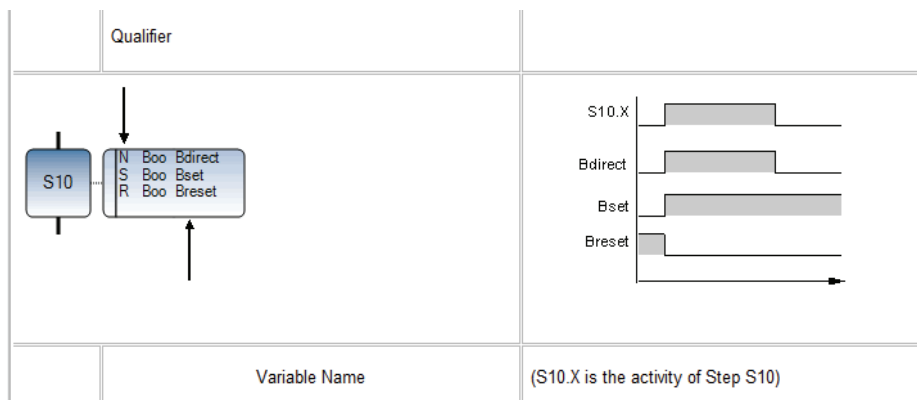 Qualifier
S10
N Boo Bdirect
S Boo Bset
R Boo Breset
S10.X
Bdirect
Bset
Breset
Variable Name
(S10.X is the activity of Step S10)